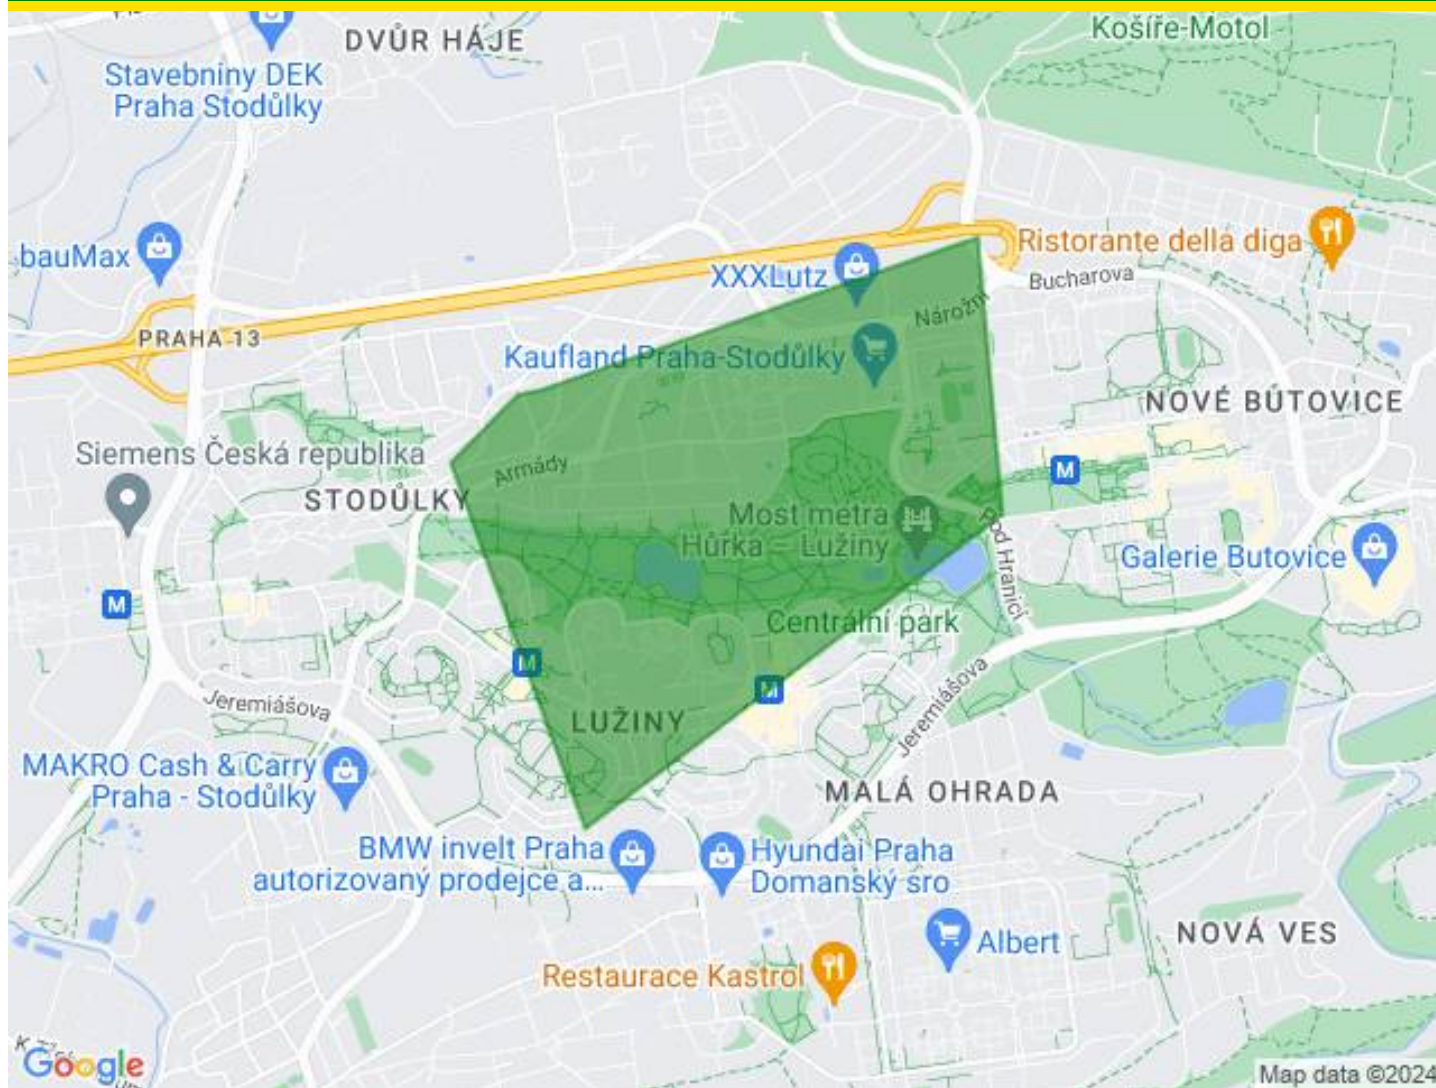 DVŮR HÁJE
Košíře-Motol
Stavebniny DEK
Praha Stodůlky
bauMax
Ristorante della diga
XXXLutz
Bucharova
Nárožní
PRAHA 13
Kaufland Praha-Stodůlky
NOVÉ BUTOVICE
Siemens Česká republika
Armády
M
STODŮLKY
Most metra
Hůrka – Lužiny
Pod Hranicí
Galerie Butovice
M
Centrální park
M
M
Jeremiášova
Jeremiášova
LUŽINY
MAKRO Cash & Carry
Praha - Stodůlky
MALÁ OHRADA
BMW invelt Praha
autorizovaný prodejce a...
Hyundai Praha
Domanský sro
Albert
NOVÁ VES
Restaurace Kastrol
Google
Map data ©2024